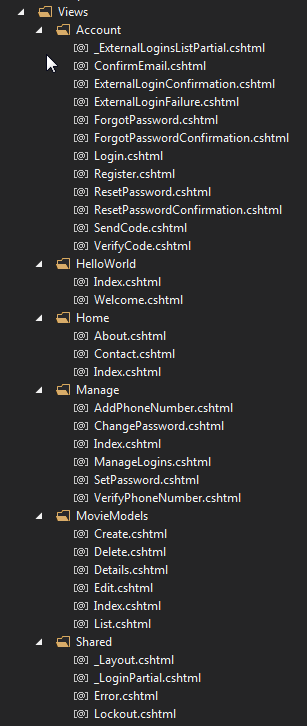 Views
Account
_ExternalLoginsListPartial.cshtml
ConfirmEmail.cshtml
ExternalLoginConfirmation.cshtml
ExternalLoginFailure.cshtml
ForgotPassword.cshtml
ForgotPasswordConfirmation.cshtml
Login.cshtml
Register.cshtml
ResetPassword.cshtml
ResetPasswordConfirmation.cshtml
SendCode.cshtml
VerifyCode.cshtml
HelloWorld
Index.cshtml
Welcome.cshtml
Home
About.cshtml
Contact.cshtml
Index.cshtml
Manage
AddPhoneNumber.cshtml
ChangePassword.cshtml
Index.cshtml
ManageLogins.cshtml
SetPassword.cshtml
VerifyPhoneNumber.cshtml
MovieModels
Create.cshtml
Delete.cshtml
Details.cshtml
Edit.cshtml
Index.cshtml
List.cshtml
Shared
_Layout.cshtml
_LoginPartial.cshtml
Error.cshtml
Lockout.cshtml